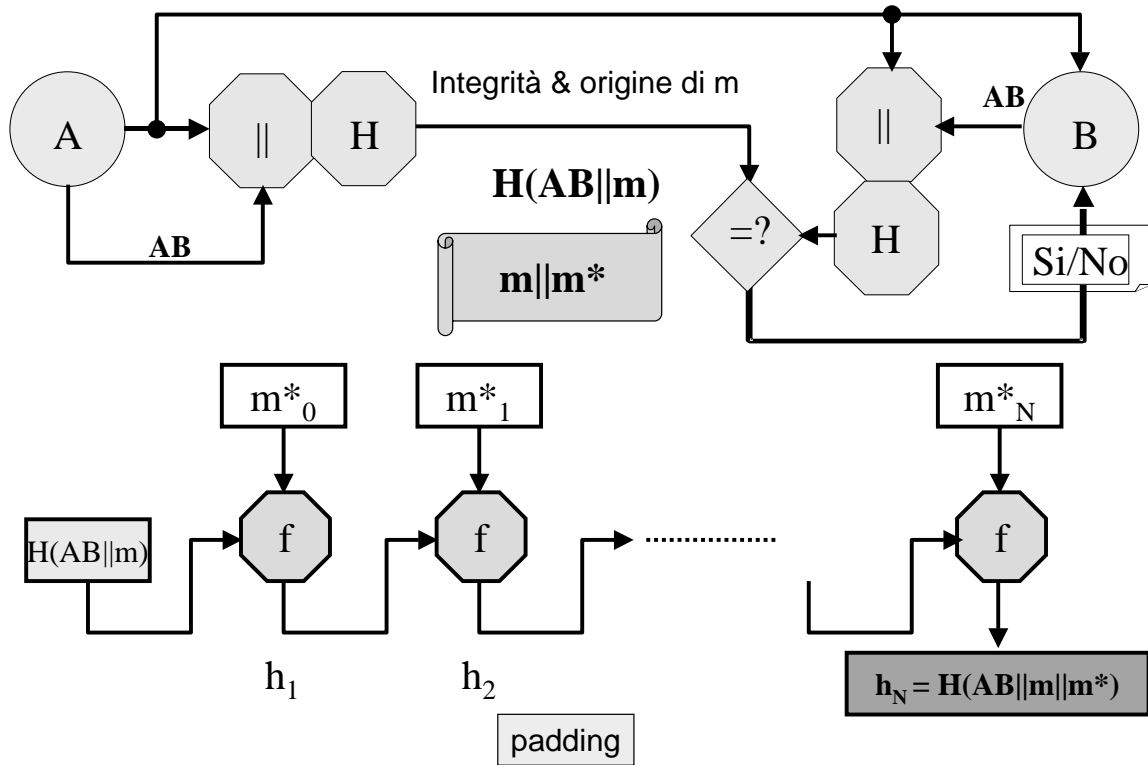 A
||
H
Integrità & origine di m
||
AB
B
AB
H(AB||m)
=?
H
Si/No
m||m*
m*0
m*1
m*N
H(AB||m)
f
f
f
h1
h2
hN = H(AB||m||m*)
padding